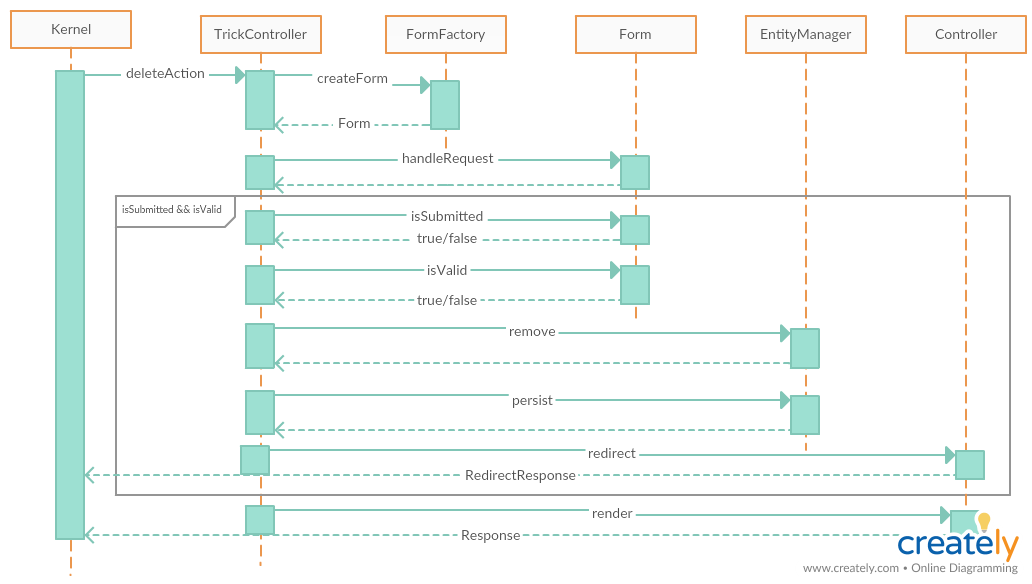 Kernel
TrickController
FormFactory
Form
EntityManager
Controller
deleteAction
createForm
Form
handleRequest
isSubmitted && isValid
isSubmitted
true/false
isValid
true/false
remove
persist
redirect
RedirectResponse
render
Response
creately
www.creately.com • Online Diagramming